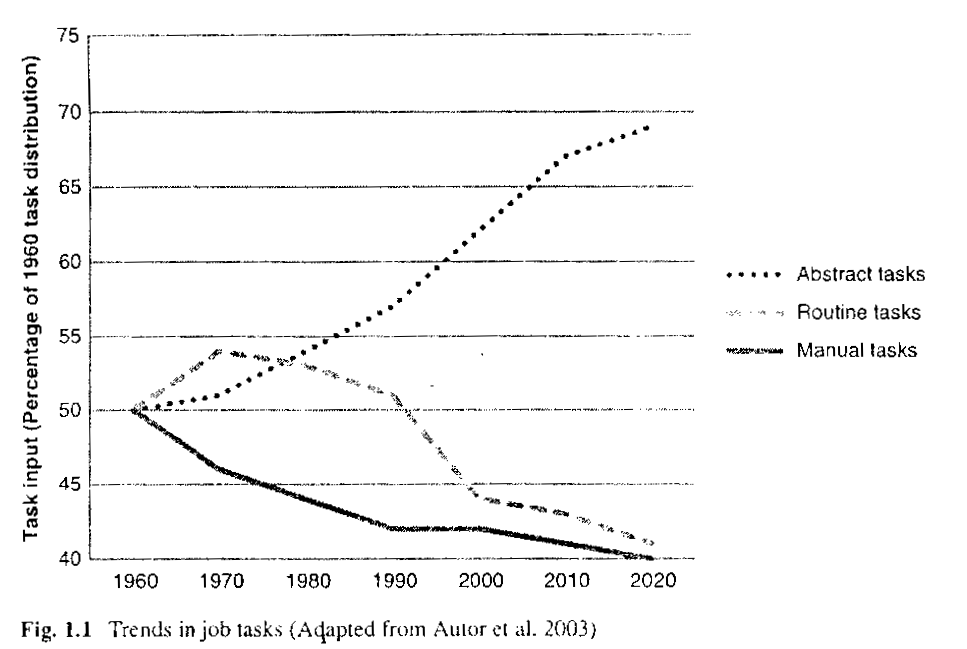 Task input (Percentage of 1960 task distribution)
75
70
65
60
55
50
45
40
1960 1970 1980 1990 2000 2010 2020
Abstract tasks
Routine tasks
Manual tasks
Fig. 1.1 Trends in job tasks (Adapted from Autor et al. 2003)